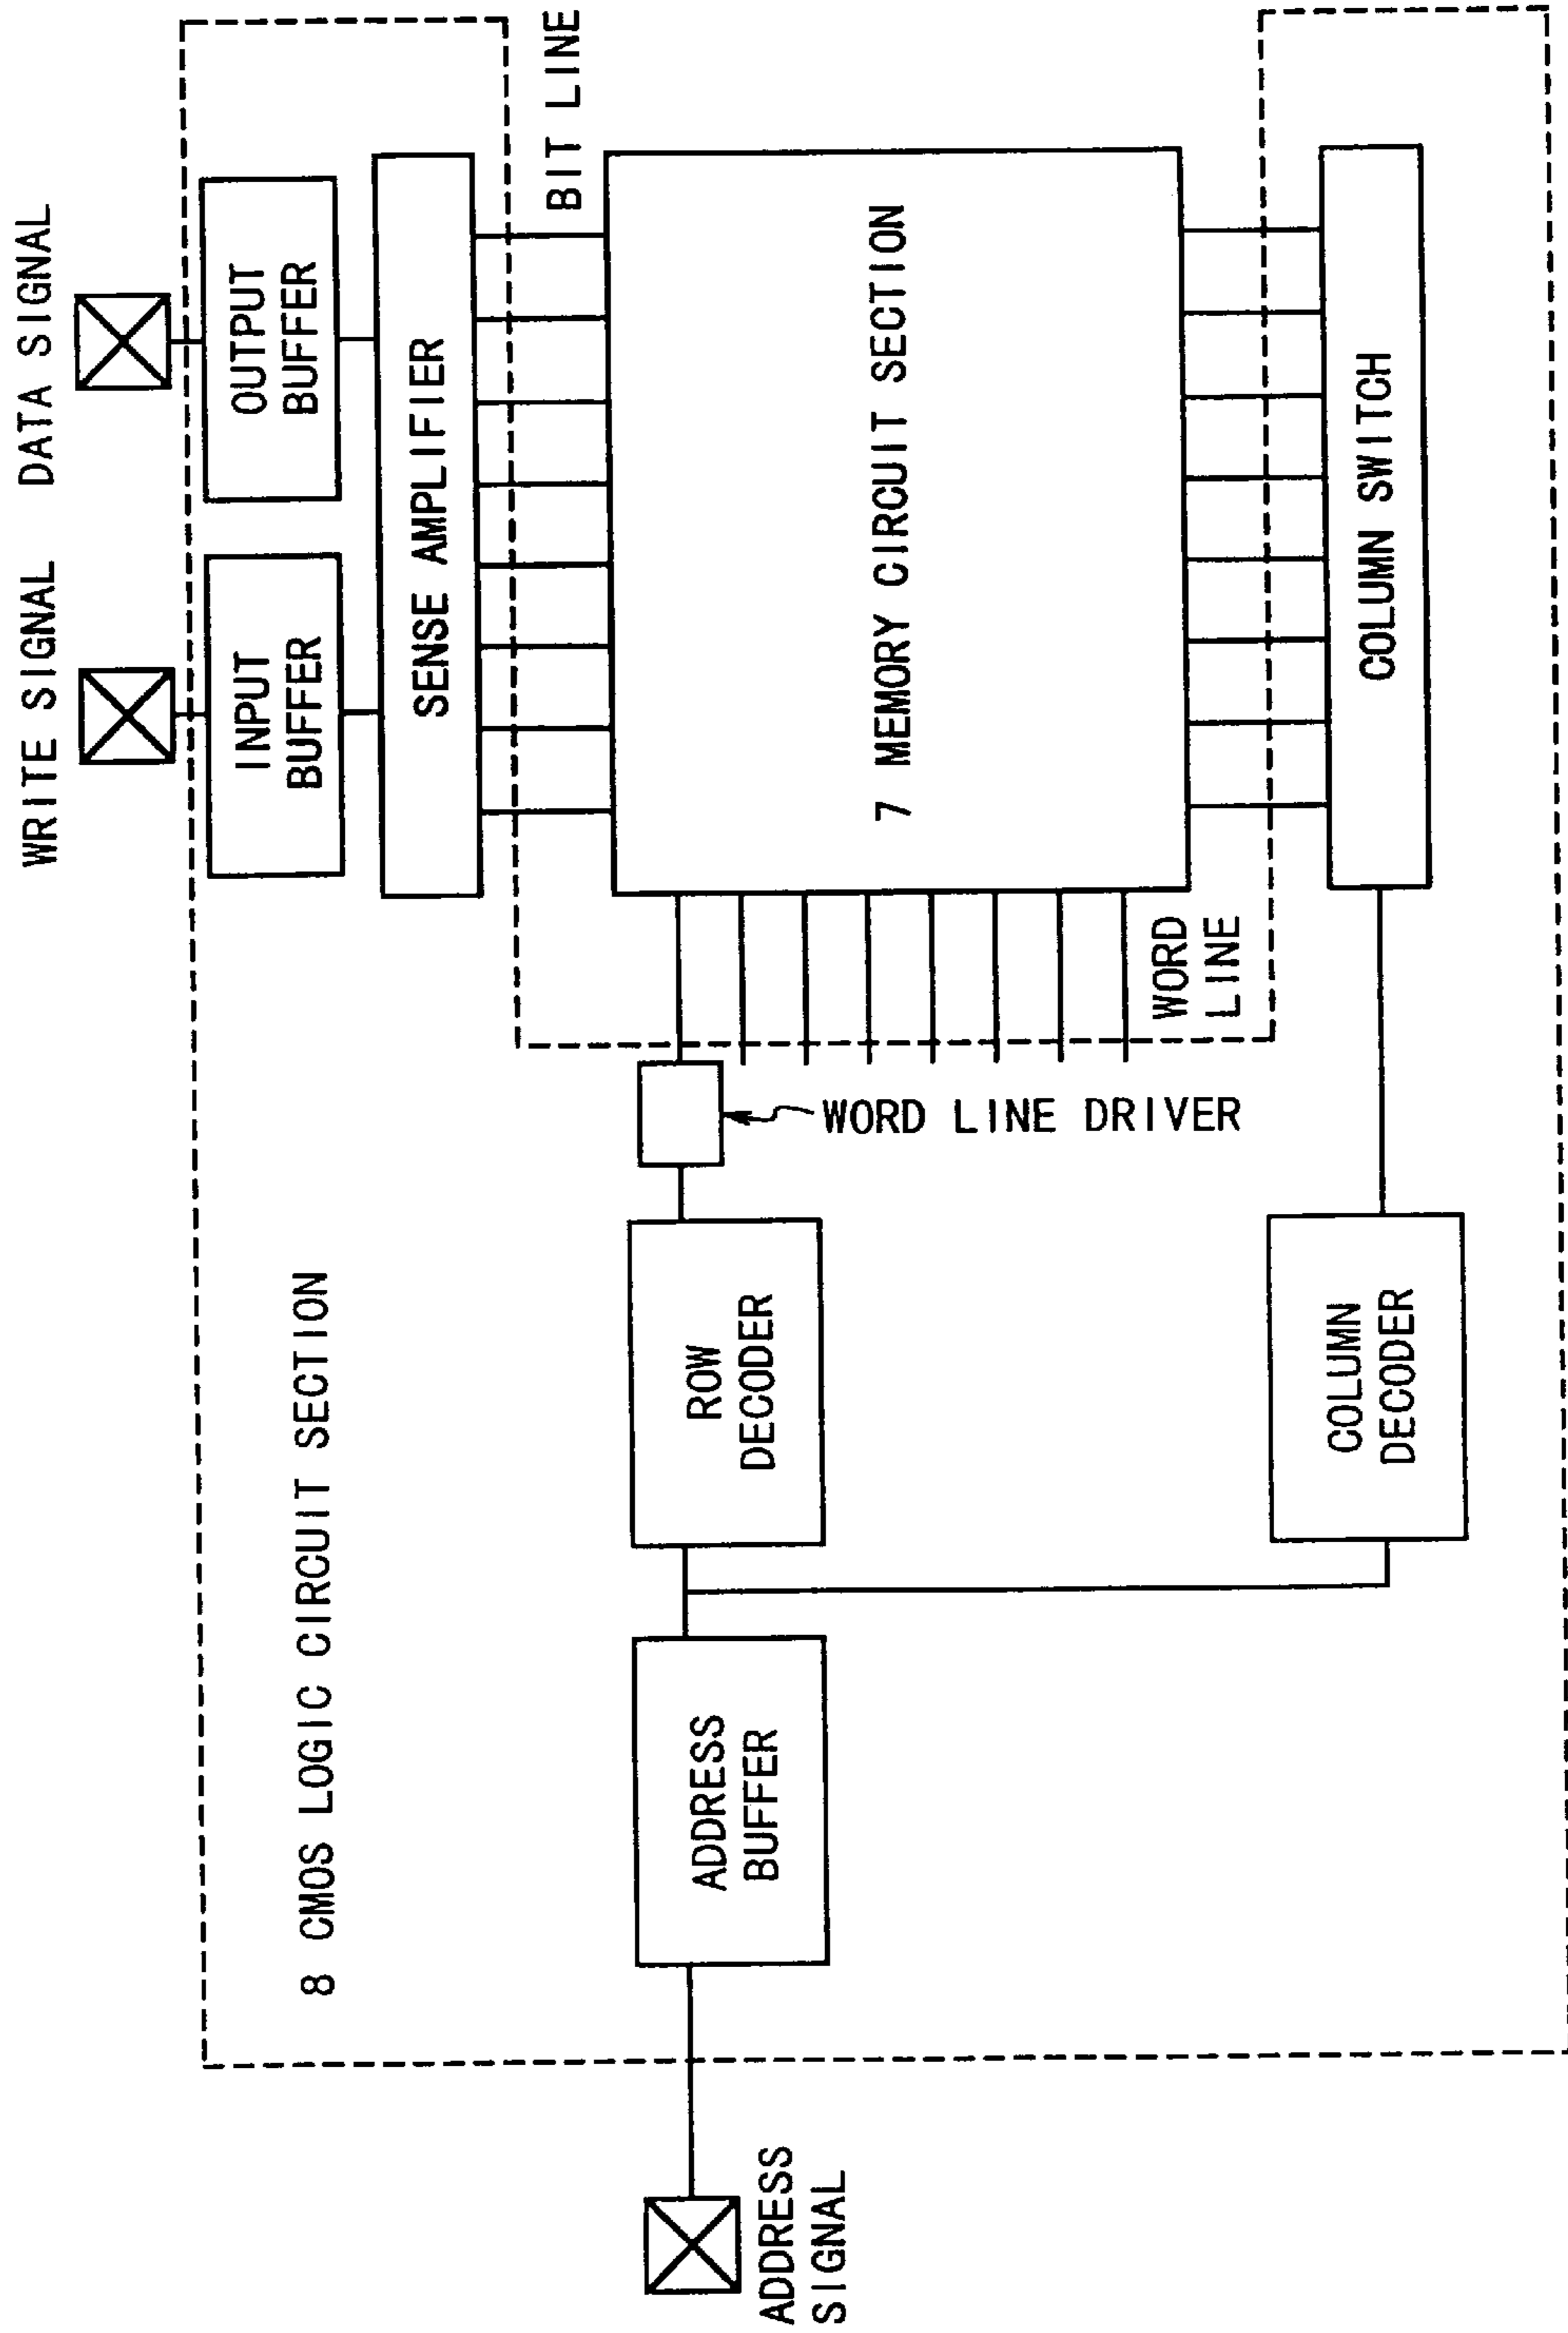 WRITE SIGNAL
DATA SIGNAL
INPUT
BUFFER
OUTPUT
BUFFER
SENSE AMPLIFIER
BIT LINE
8 CMOS LOGIC CIRCUIT SECTION
7 MEMORY CIRCUIT SECTION
ADDRESS
SIGNAL
ADDRESS
BUFFER
ROW
DECODER
WORD LINE DRIVER
WORD
LINE
COLUMN
DECODER
COLUMN SWITCH